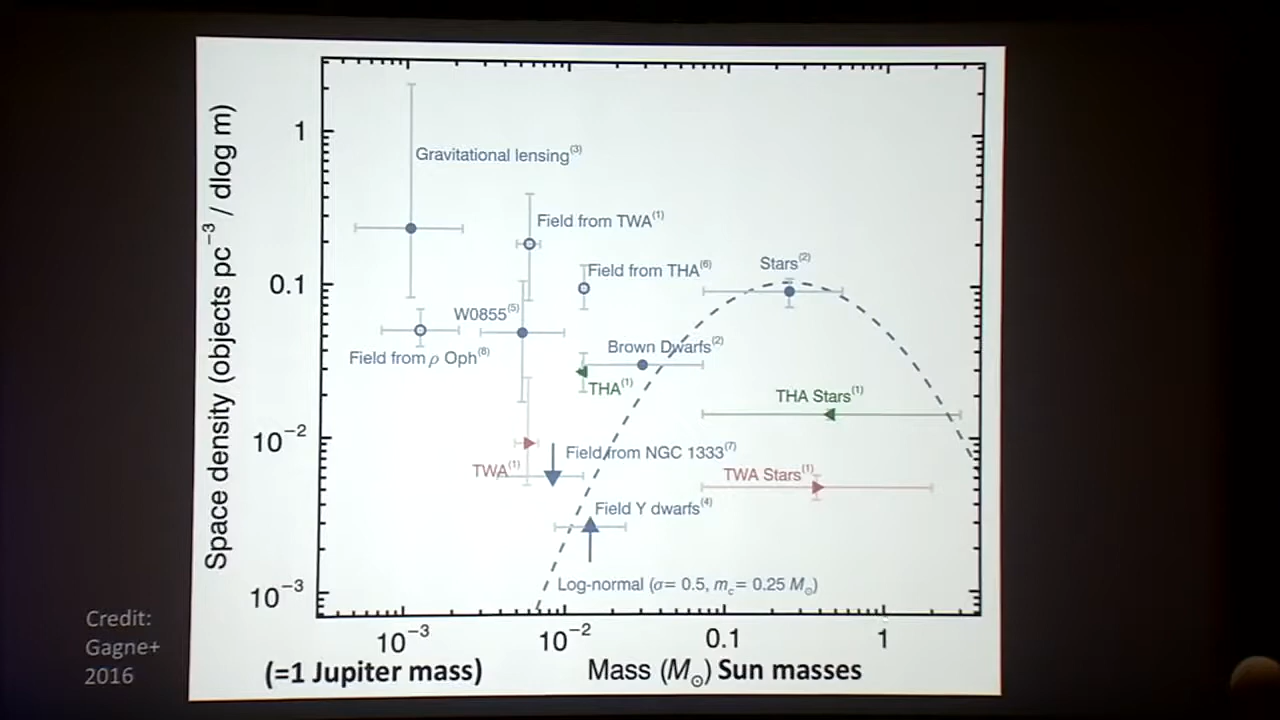 Space density (objects pc⁻³ / dlog m)
1
0.1
10⁻²
10⁻³
Gravitational lensing⁽³⁾
Field from TWA⁽¹⁾
Stars⁽²⁾
Field from THA⁽⁶⁾
W0855⁽⁵⁾
Brown Dwarfs⁽²⁾
Field from ρ Oph⁽⁸⁾
THA⁽¹⁾
THA Stars⁽¹⁾
Field from NGC 1333⁽⁷⁾
TWA⁽¹⁾
TWA Stars⁽¹⁾
Field Y dwarfs⁽⁴⁾
Log-normal (σ= 0.5, m_c= 0.25 M_⊙)
10⁻³ 10⁻² 0.1 1
(=1 Jupiter mass) Mass (M_⊙) Sun masses
Credit:
Gagne+
2016